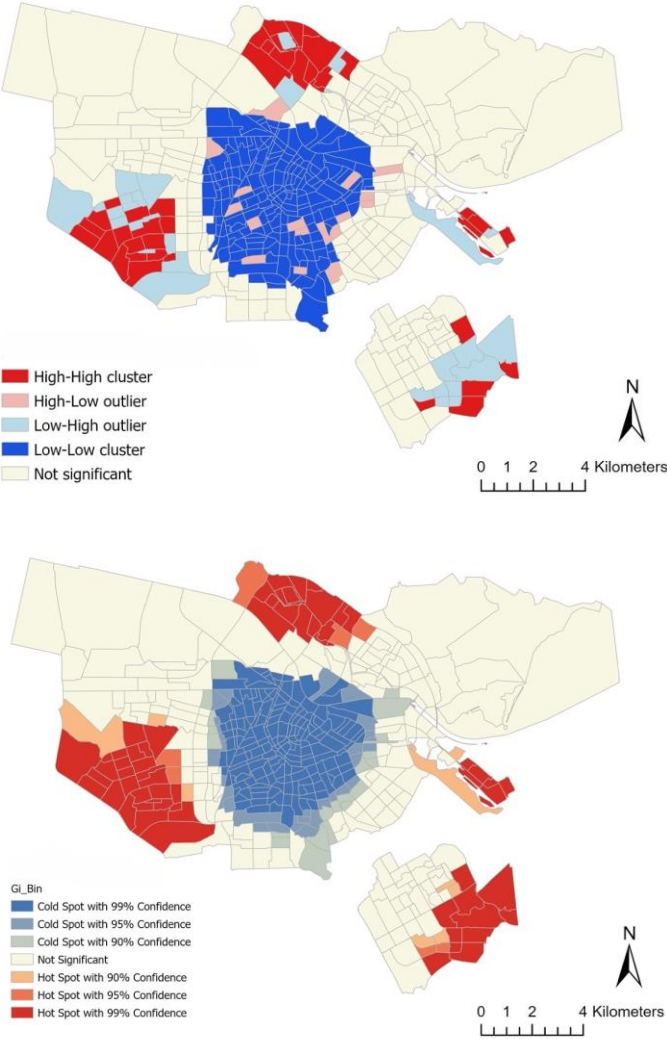 High-High cluster
High-Low outlier
Low-High outlier
Low-Low cluster
Not significant
N
0 1 2 4 Kilometers
Gi_Bin
Cold Spot with 99% Confidence
Cold Spot with 95% Confidence
Cold Spot with 90% Confidence
Not Significant
Hot Spot with 90% Confidence
Hot Spot with 95% Confidence
Hot Spot with 99% Confidence
N
0 1 2 4 Kilometers